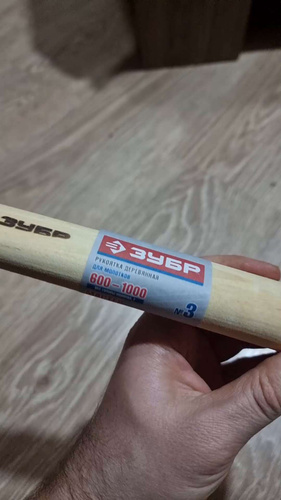 ЗУБР
ЗУБР
РУКОЯТКА ДЕРЕВЯННАЯ
ДЛЯ МОЛОТКОВ
600-1000
№3